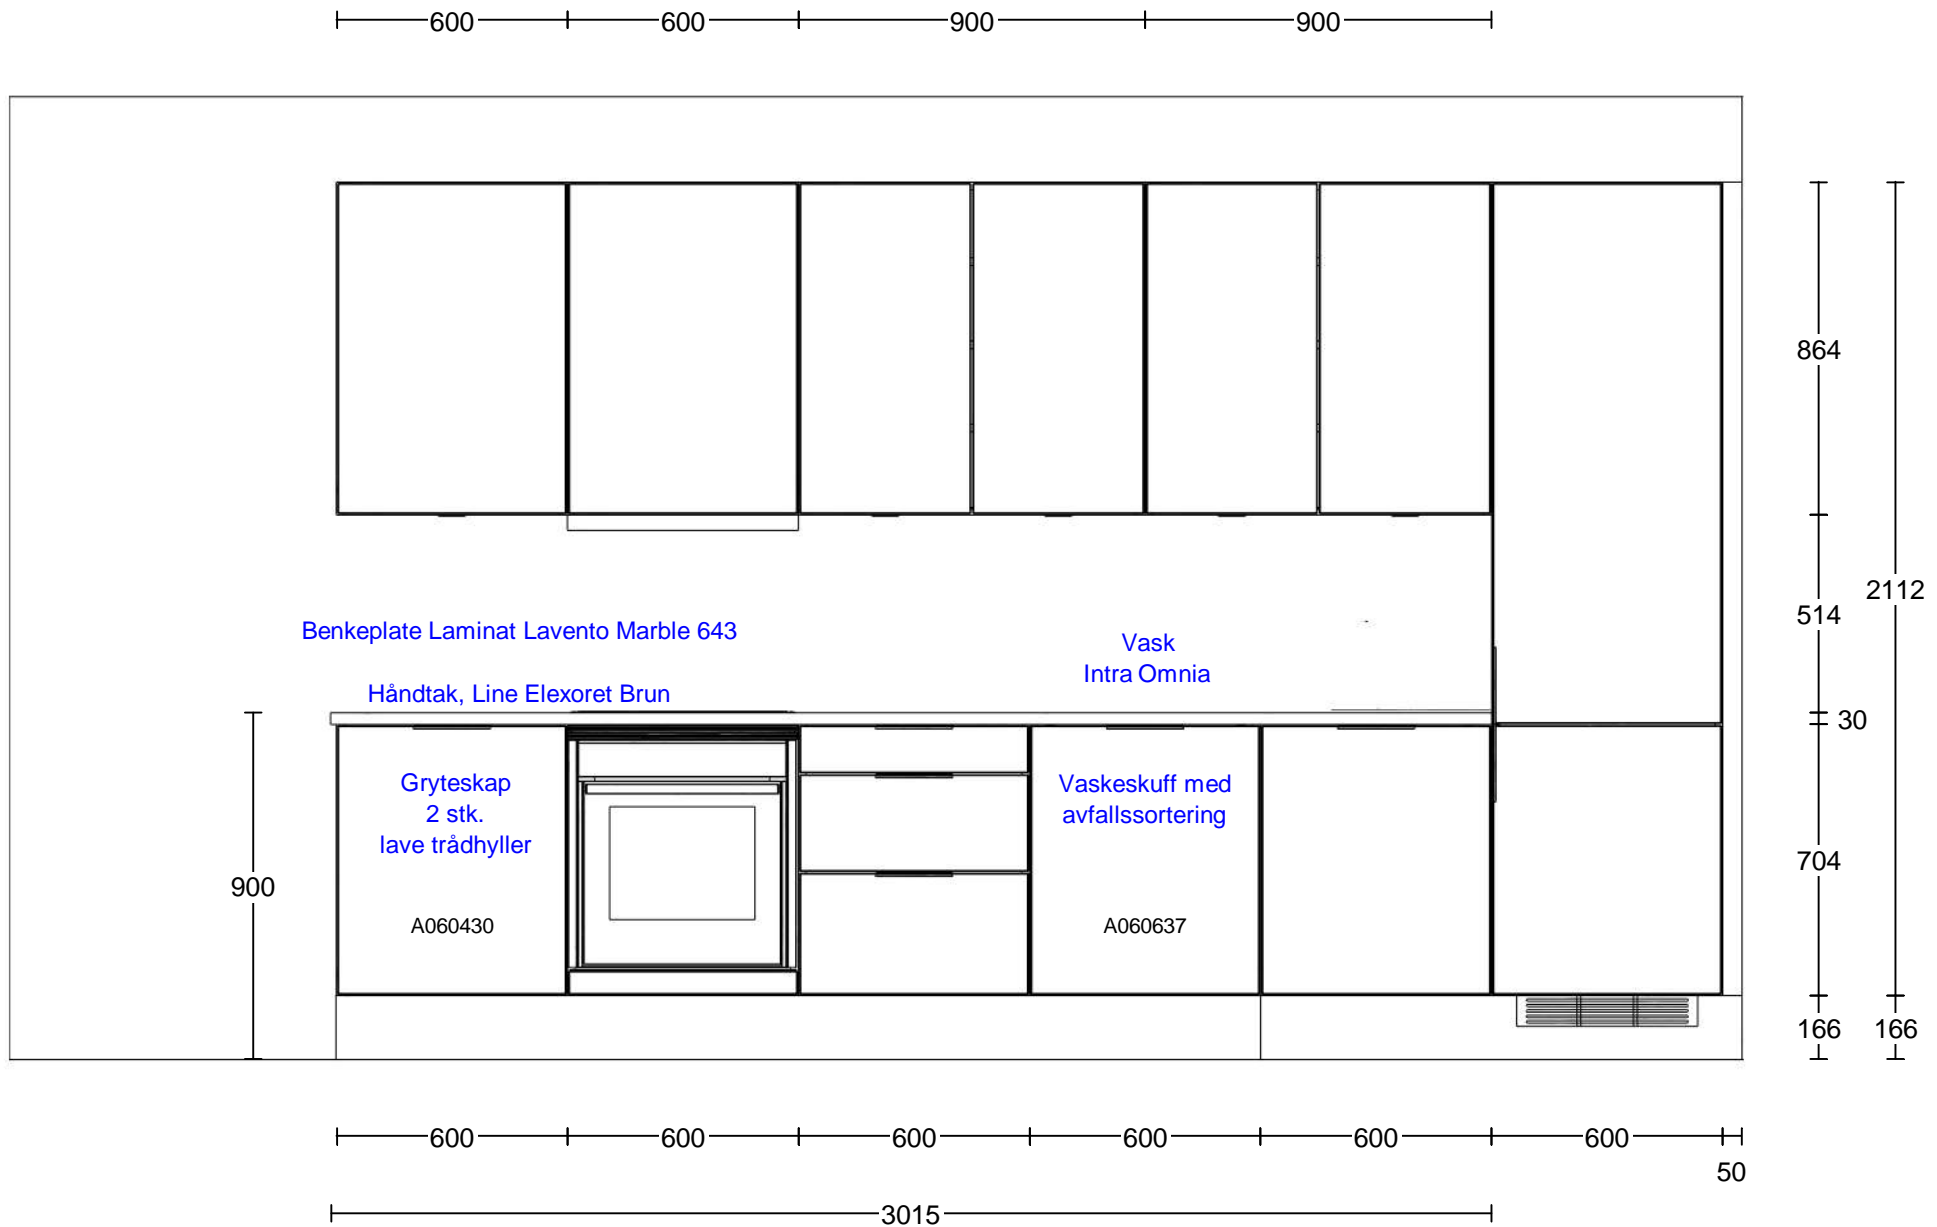 600 600 900 900
864
2112
514
Benkeplate Laminat Lavento Marble 643
Vask
Intra Omnia
Håndtak, Line Elexoret Brun
30
Gryteskap
2 stk.
lave trådhyller
Vaskeskuff med
avfallssortering
704
900
A060430
A060637
166 166
600 600 600 600 600 600
50
3015